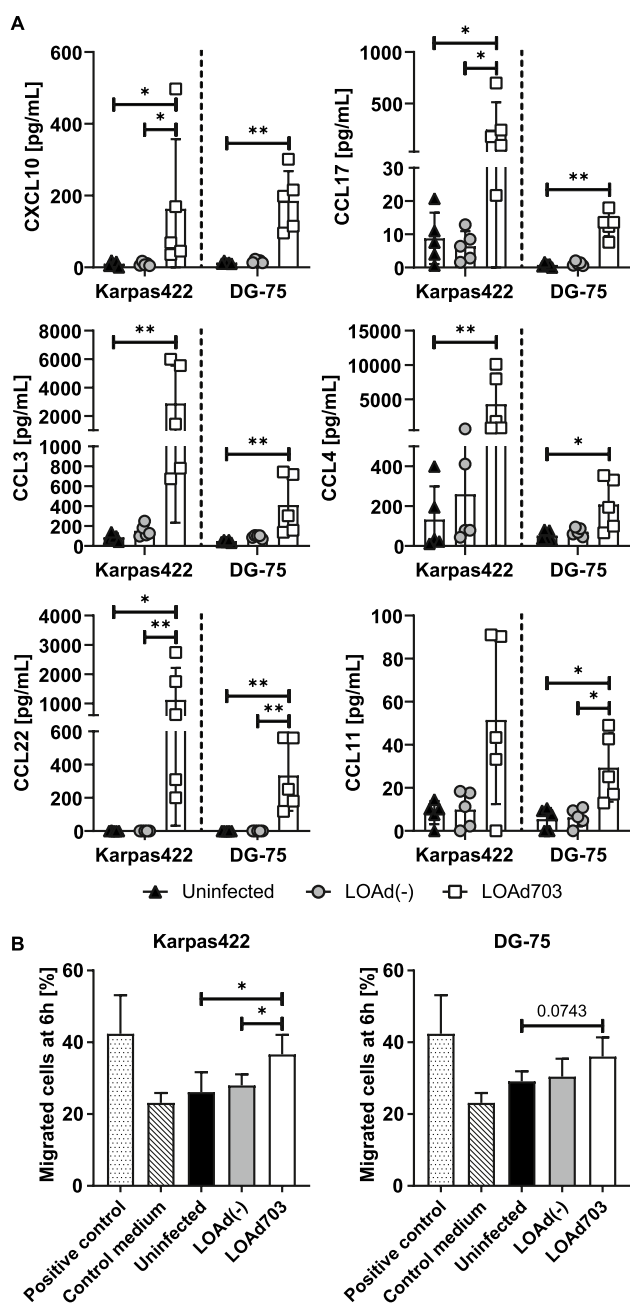 A
CXCL10 [pg/mL]
600
400
200
0
*
*
**
Karpas422
DG-75
CCL17 [pg/mL]
1000
500
30
20
10
0
*
*
**
Karpas422
DG-75
CCL3 [pg/mL]
8000
6000
4000
2000
1000
800
600
400
200
0
**
**
Karpas422
DG-75
CCL4 [pg/mL]
15000
10000
5000
400
200
0
**
*
Karpas422
DG-75
CCL22 [pg/mL]
4000
3000
2000
1000
600
400
200
0
*
**
**
**
Karpas422
DG-75
CCL11 [pg/mL]
100
80
60
40
20
0
*
*
Karpas422
DG-75
Uninfected LOAd(-) LOAd703
B
Karpas422
Migrated cells at 6h [%]
60
40
20
0
*
*
Positive control
Control medium
Uninfected
LOAd(-)
LOAd703
DG-75
Migrated cells at 6h [%]
60
40
20
0
0.0743
Positive control
Control medium
Uninfected
LOAd(-)
LOAd703